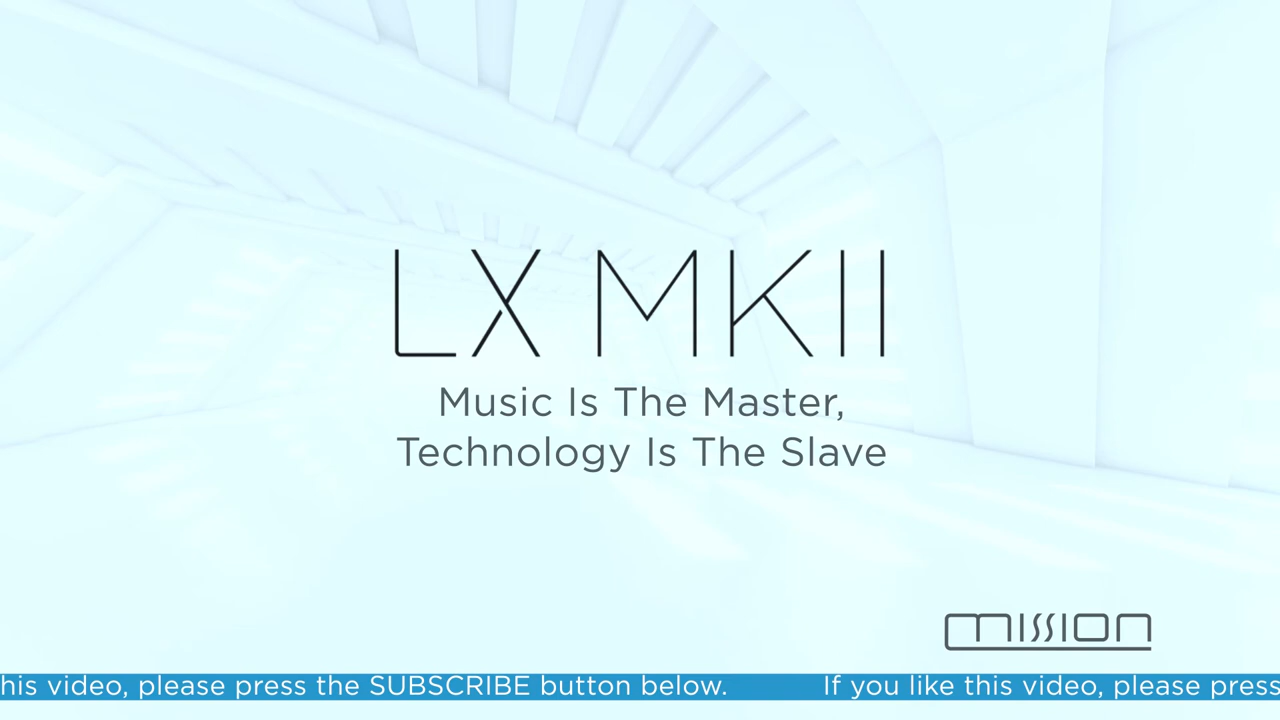 LX MKII
Music Is The Master,
Technology Is The Slave
mission
his video, please press the SUBSCRIBE button below. If you like this video, please press